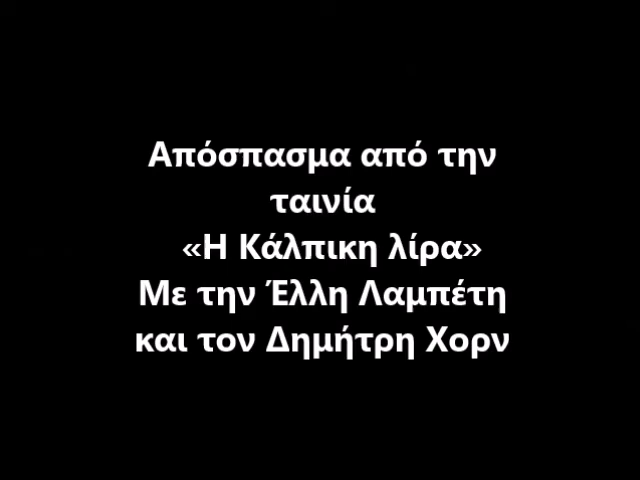 Απόσπασμα από την
ταινία
«Η Κάλπικη λίρα»
Με την Έλλη Λαμπέτη
και τον Δημήτρη Χορν